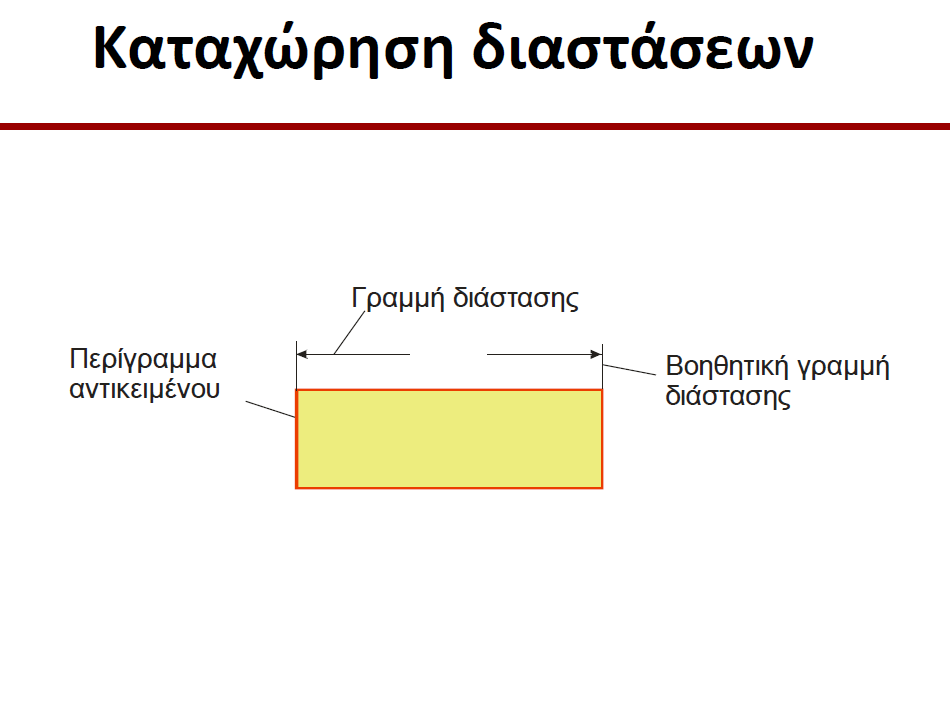 Καταχώρηση διαστάσεων
Γραμμή διάστασης
Περίγραμμα
αντικειμένου
Βοηθητική γραμμή
διάστασης